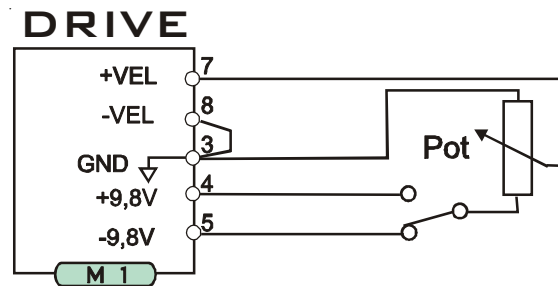 DRIVE
+VEL 7
-VEL 8
GND 3
+9,8V 4
-9,8V 5
Pot
M 1